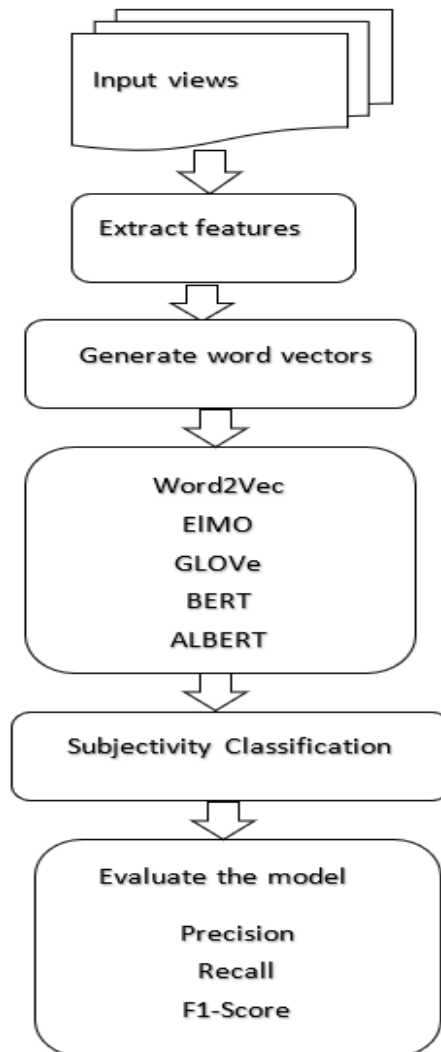 Input views
Extract features
Generate word vectors
Word2Vec
ElMO
GLOVe
BERT
ALBERT
Subjectivity Classification
Evaluate the model
Precision
Recall
F1-Score